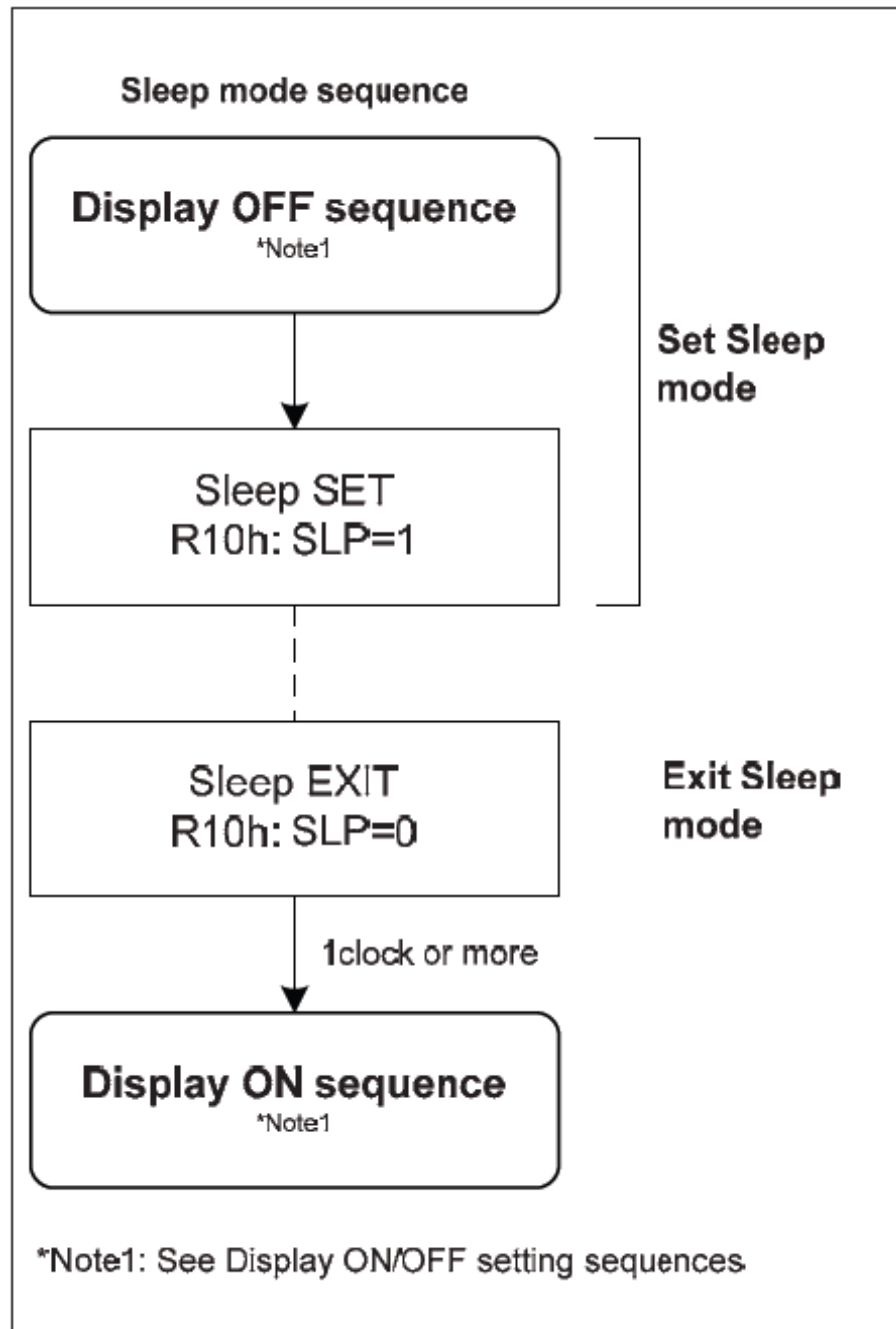 Sleep mode sequence
Display OFF sequence
*Note1
Set Sleep
mode
Sleep SET
R10h: SLP=1
Sleep EXIT
R10h: SLP=0
Exit Sleep
mode
1clock or more
Display ON sequence
*Note1
*Note1: See Display ON/OFF setting sequences